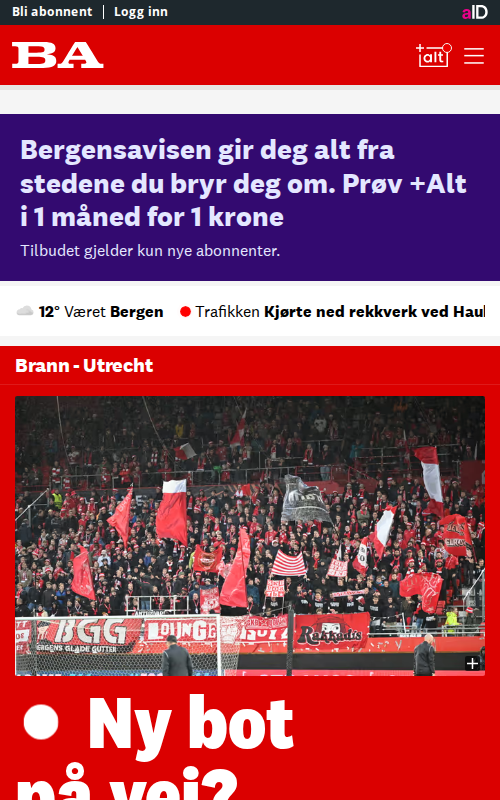 Bli abonnent | Logg inn
aID
BA
+alt
Bergensavisen gir deg alt fra
stedene du bryr deg om. Prøv +Alt
i 1 måned for 1 krone
Tilbudet gjelder kun nye abonnenter.
12° Været Bergen
Trafikken Kjørte ned rekkverk ved Haul
Brann - Utrecht
BGG
BERGENS GLADE GUTTER
Ny bot
på vei?